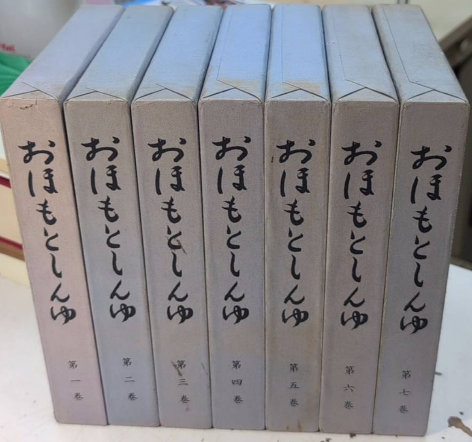 おほもとしんゆ
第一巻
おほもとしんゆ
第二巻
おほもとしんゆ
第三巻
おほもとしんゆ
第四巻
おほもとしんゆ
第五巻
おほもとしんゆ
第六巻
おほもとしんゆ
第七巻